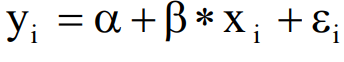 yᵢ = α + β * xᵢ + εᵢ